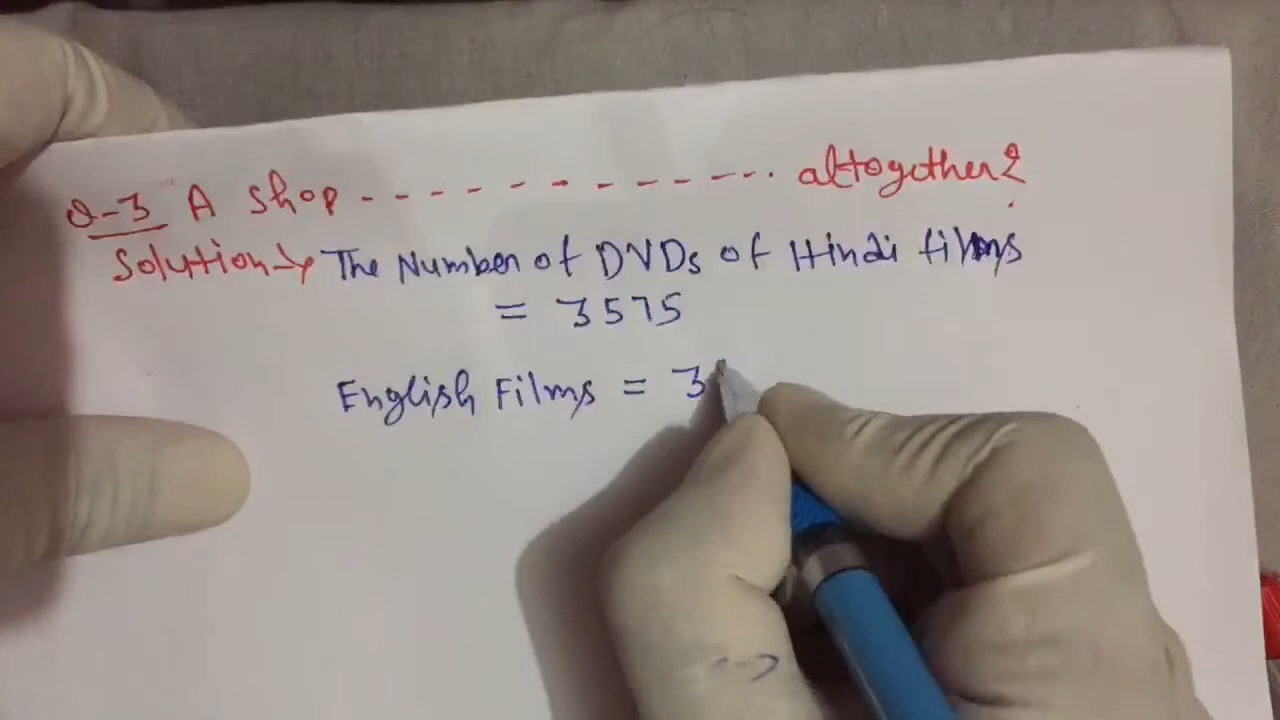 Q-3 A shop - - - - - - - - - - - - altogether?
Solution → The Number of DVDs of Hindi films
= 3575
English Films = 3